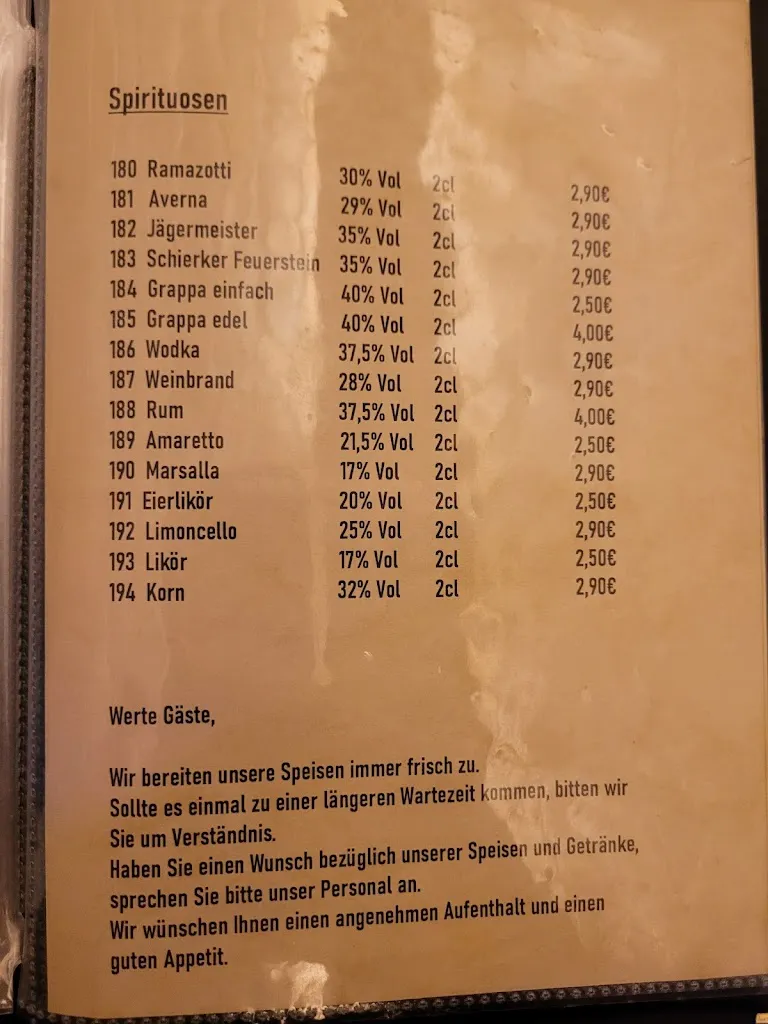 Spirituosen
180 Ramazotti 30% Vol 2cl 2,90€
181 Averna 29% Vol 2cl 2,90€
182 Jägermeister 35% Vol 2cl 2,90€
183 Schierker Feuerstein 35% Vol 2cl 2,90€
184 Grappa einfach 40% Vol 2cl 2,50€
185 Grappa edel 40% Vol 2cl 4,00€
186 Wodka 37,5% Vol 2cl 2,90€
187 Weinbrand 28% Vol 2cl 2,90€
188 Rum 37,5% Vol 2cl 4,00€
189 Amaretto 21,5% Vol 2cl 2,50€
190 Marsalla 17% Vol 2cl 2,90€
191 Eierlikör 20% Vol 2cl 2,50€
192 Limoncello 25% Vol 2cl 2,90€
193 Likör 17% Vol 2cl 2,50€
194 Korn 32% Vol 2cl 2,90€
Werte Gäste,
Wir bereiten unsere Speisen immer frisch zu.
Sollte es einmal zu einer längeren Wartezeit kommen, bitten wir
Sie um Verständnis.
Haben Sie einen Wunsch bezüglich unserer Speisen und Getränke,
sprechen Sie bitte unser Personal an.
Wir wünschen Ihnen einen angenehmen Aufenthalt und einen
guten Appetit.